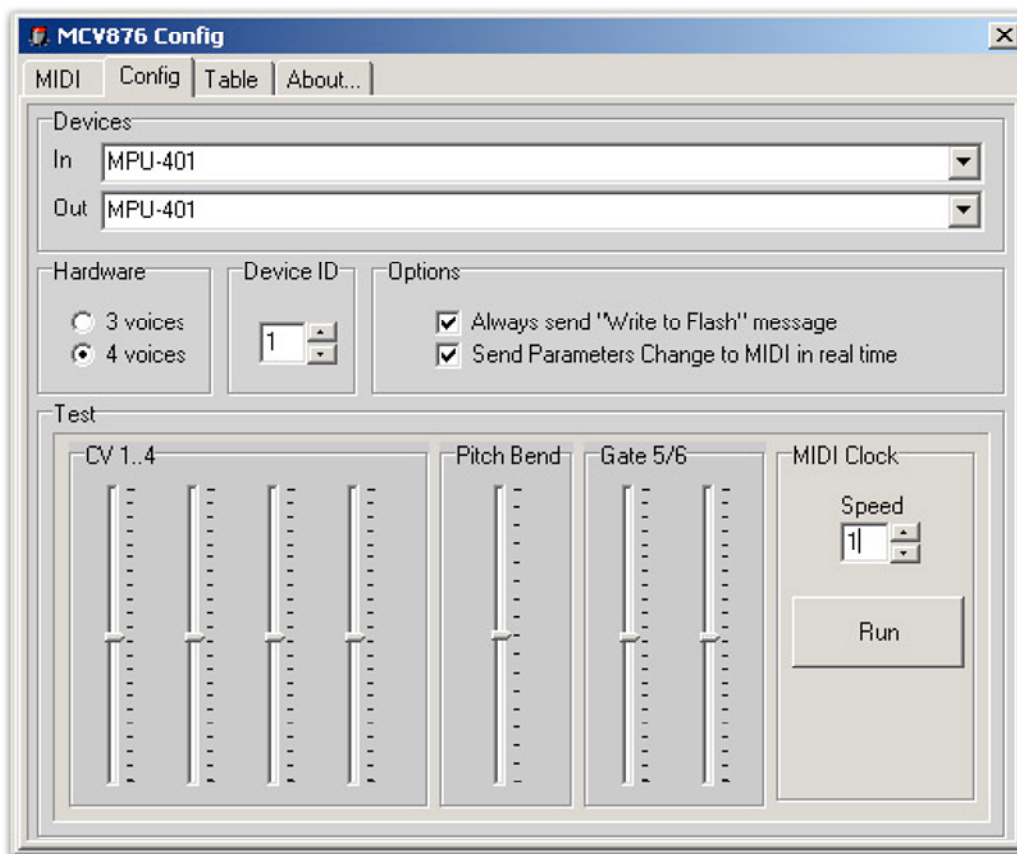 MCV876 Config
MIDI Config Table About...
Devices
In MPU-401
Out MPU-401
Hardware Device ID Options
3 voices
4 voices
1
Always send "Write to Flash" message
Send Parameters Change to MIDI in real time
Test
CV 1..4 Pitch Bend Gate 5/6 MIDI Clock
Speed
1
Run